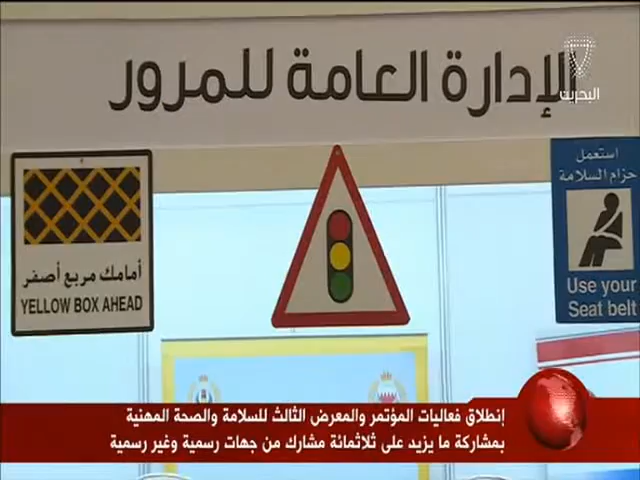 الإدارة العامة للمرور
البحرين
استعمل
حزام السلامة
Use your
Seat belt
أمامك مربع أصفر
YELLOW BOX AHEAD
إنطلاق فعاليات المؤتمر والمعرض الثالث للسلامة والصحة المهنية
بمشاركة ما يزيد على ثلاثمائة مشارك من جهات رسمية وغير رسمية